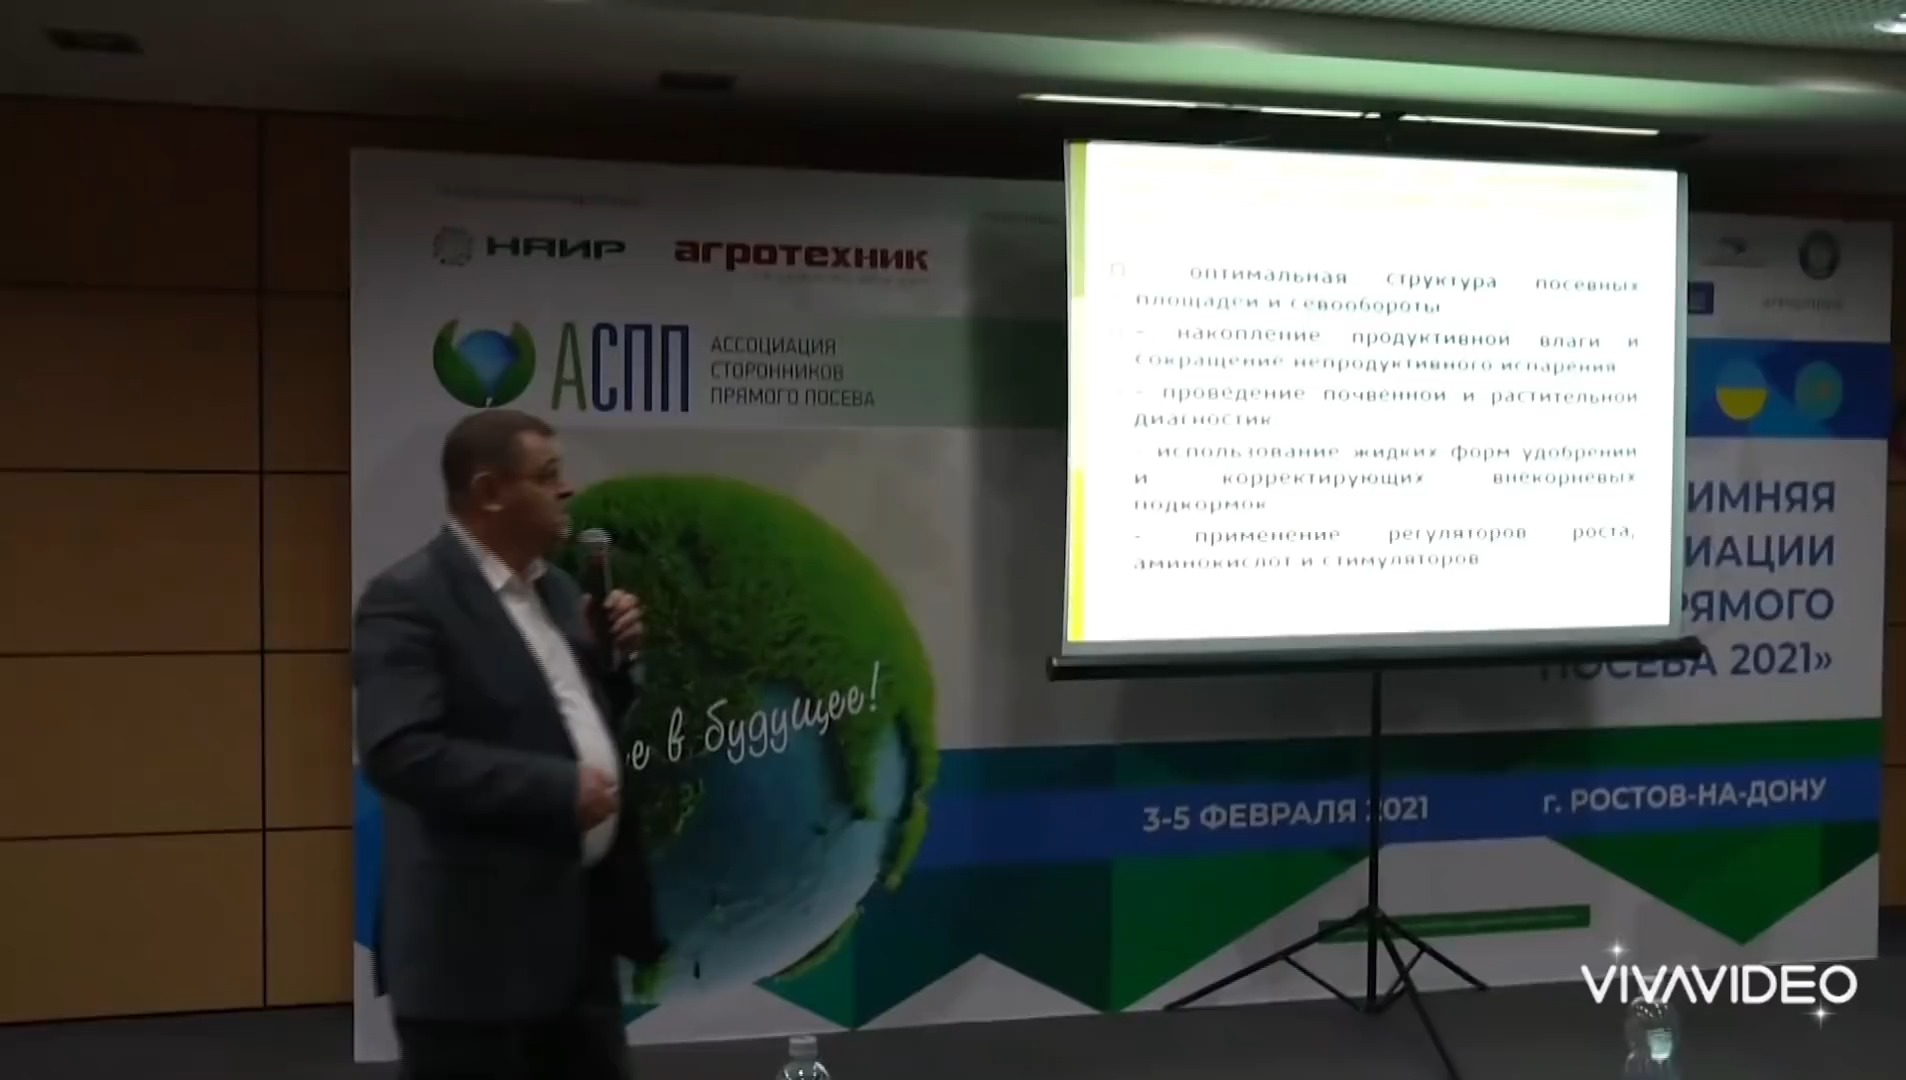 НАИР
агротехник
АСПП
АССОЦИАЦИЯ
СТОРОННИКОВ
ПРЯМОГО ПОСЕВА
оптимальная структура посевных
площадей и севообороты
- накопление продуктивной влаги и
сокращение непродуктивного испарения
- проведение почвенной и растительной
диагностик
- использование жидких форм удобрений
и корректирующих внекорневых
подкормок
- применение регуляторов роста,
аминокислот и стимуляторов
ИМНЯЯ
ИАЦИИ
РЯМОГО
ПОСЕВА 2021»
е в будущее!
3-5 ФЕВРАЛЯ 2021
г. РОСТОВ-НА-ДОНУ
VIVAVIDEO